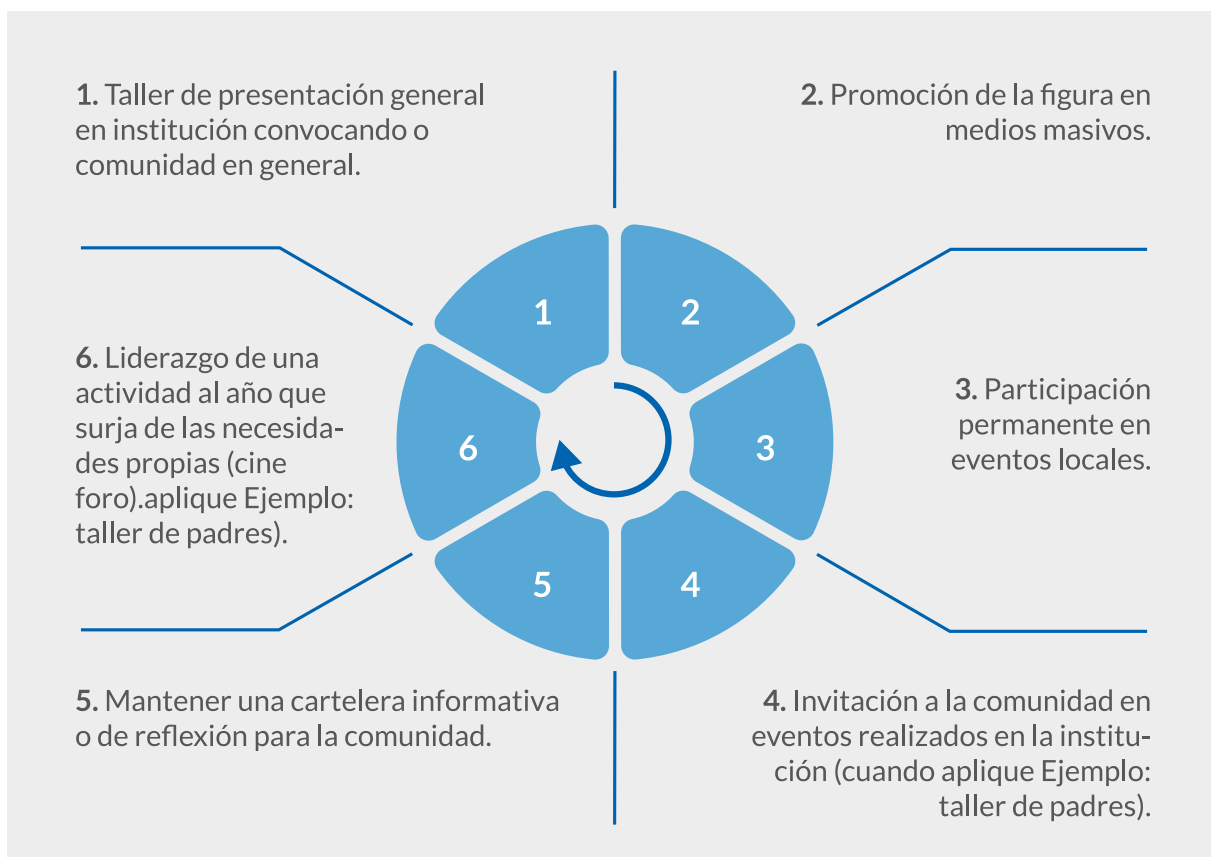 1. Taller de presentación general
en institución convocando o
comunidad en general.
2. Promoción de la figura en
medios masivos.
3. Participación
permanente en
eventos locales.
4. Invitación a la comunidad en
eventos realizados en la institu-
ción (cuando aplique Ejemplo:
taller de padres).
5. Mantener una cartelera informativa
o de reflexión para la comunidad.
6. Liderazgo de una
actividad al año que
surja de las necesida-
des propias (cine
foro).aplique Ejemplo:
taller de padres).
1
2
3
4
5
6